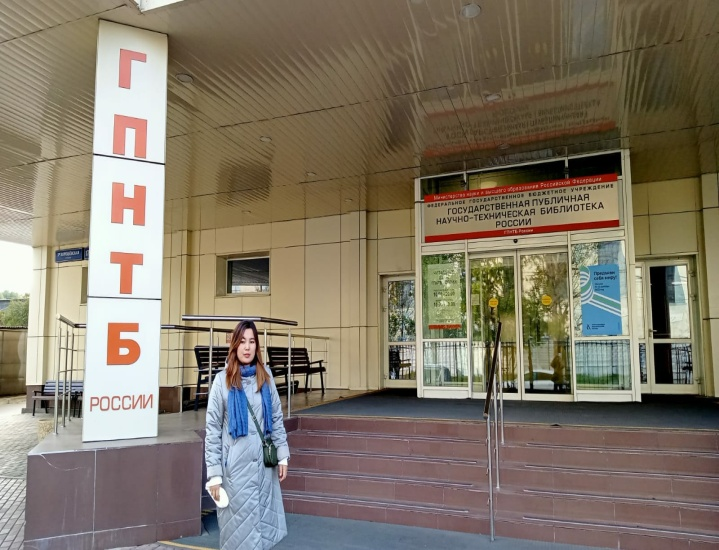 Г
П
Н
Т
Б
РОССИИ
Министерство науки и высшего образования Российской Федерации
ФЕДЕРАЛЬНОЕ ГОСУДАРСТВЕННОЕ БЮДЖЕТНОЕ УЧРЕЖДЕНИЕ
ГОСУДАРСТВЕННАЯ ПУБЛИЧНАЯ
НАУЧНО-ТЕХНИЧЕСКАЯ БИБЛИОТЕКА
РОССИИ
ГПНТБ России